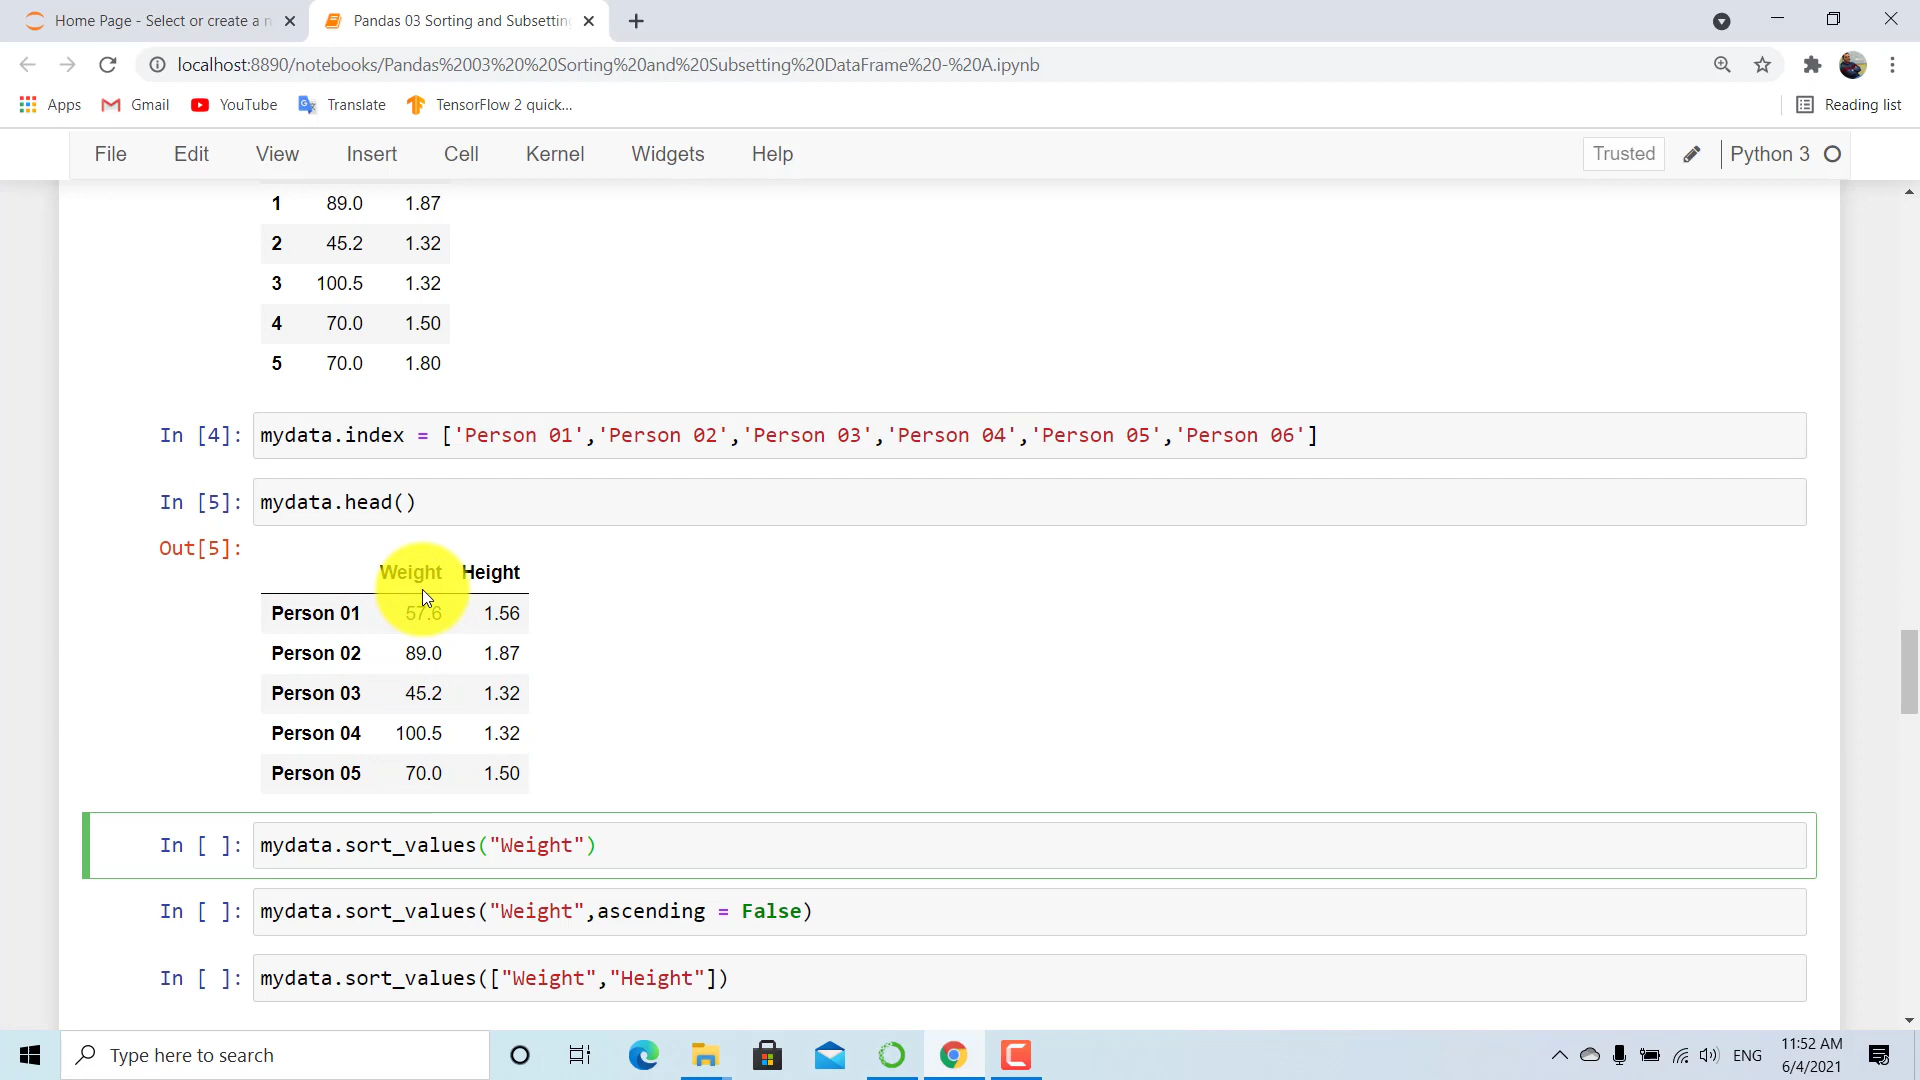 Home Page - Select or create a n
Pandas 03 Sorting and Subsetting
localhost:8890/notebooks/Pandas%2003%20%20Sorting%20and%20Subsetting%20DataFrame%20-%20A.ipynb
Apps Gmail YouTube Translate TensorFlow 2 quick... Reading list
File Edit View Insert Cell Kernel Widgets Help Trusted Python 3
1 89.0 1.87
2 45.2 1.32
3 100.5 1.32
4 70.0 1.50
5 70.0 1.80
In [4]: mydata.index = ['Person 01','Person 02','Person 03','Person 04','Person 05','Person 06']
In [5]: mydata.head()
Out[5]:
Weight Height
Person 01 57.6 1.56
Person 02 89.0 1.87
Person 03 45.2 1.32
Person 04 100.5 1.32
Person 05 70.0 1.50
In [ ]: mydata.sort_values("Weight")
In [ ]: mydata.sort_values("Weight",ascending = False)
In [ ]: mydata.sort_values(["Weight","Height"])
Type here to search
ENG
11:52 AM
6/4/2021